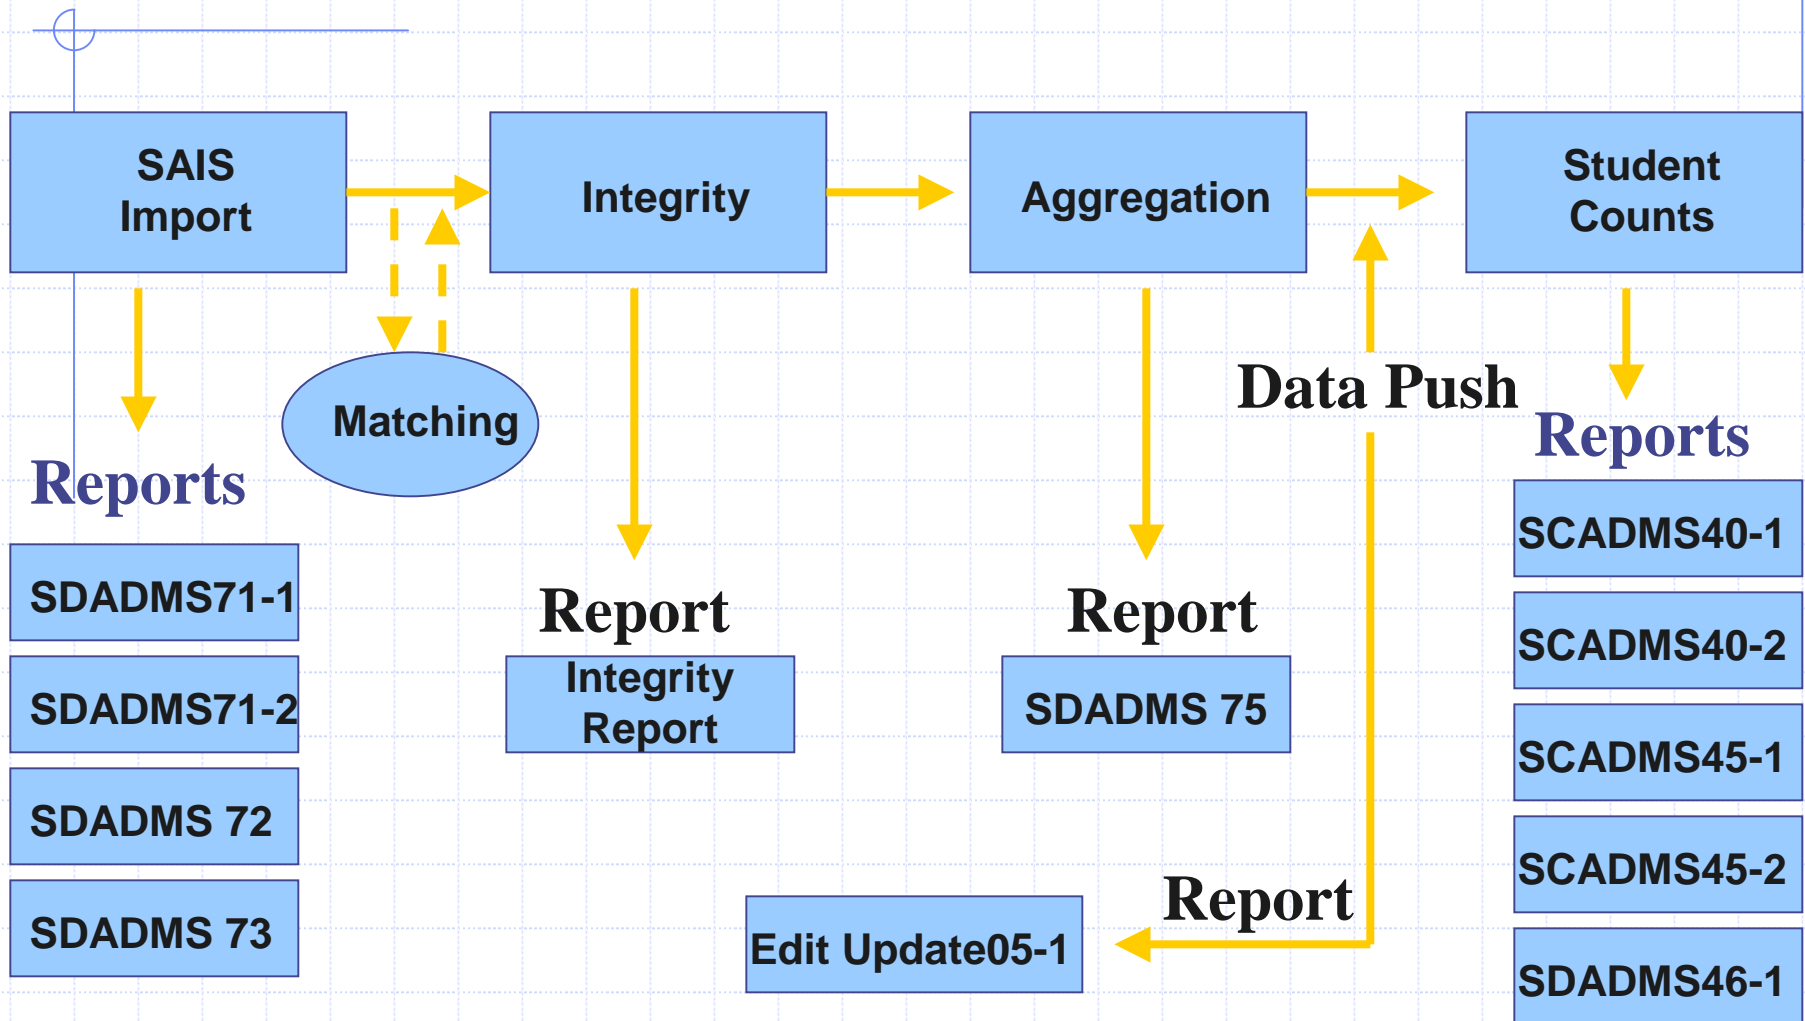 SAIS
Import
Integrity
Aggregation
Student
Counts
Matching
Data Push
Reports
Reports
SDADMS71-1
SDADMS71-2
SDADMS 72
SDADMS 73
Report
Integrity
Report
Report
SDADMS 75
Report
Edit Update05-1
SCADMS40-1
SCADMS40-2
SCADMS45-1
SCADMS45-2
SDADMS46-1